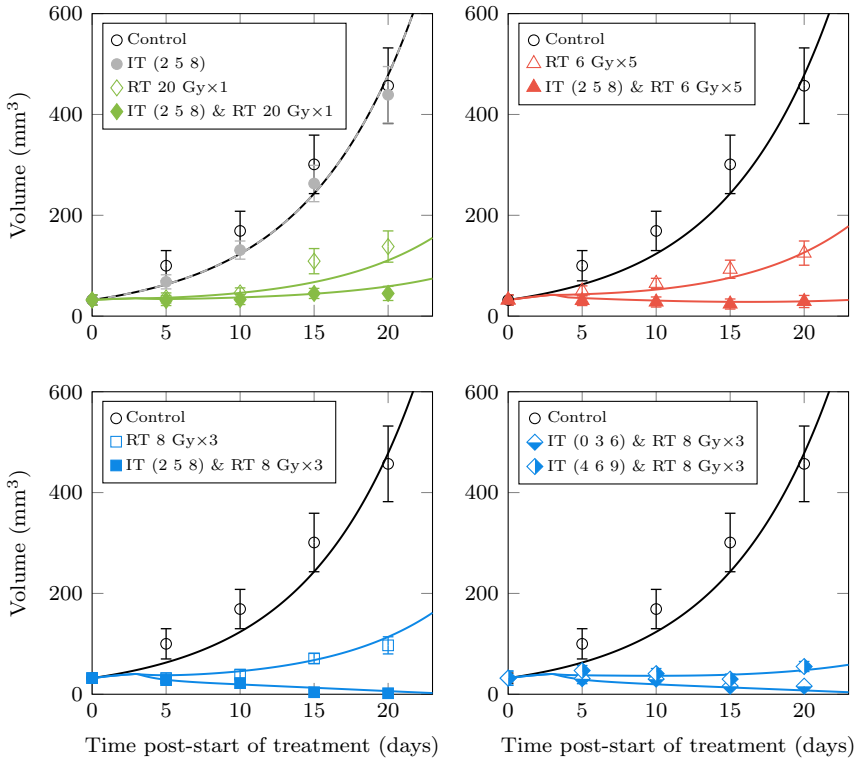 600
400
200
0
Volume (mm³)
Control
IT (2 5 8)
RT 20 Gy×1
IT (2 5 8) & RT 20 Gy×1
0 5 10 15 20
600
400
200
0
Control
RT 6 Gy×5
IT (2 5 8) & RT 6 Gy×5
0 5 10 15 20
600
400
200
0
Volume (mm³)
Control
RT 8 Gy×3
IT (2 5 8) & RT 8 Gy×3
0 5 10 15 20
Time post-start of treatment (days)
600
400
200
0
Control
IT (0 3 6) & RT 8 Gy×3
IT (4 6 9) & RT 8 Gy×3
0 5 10 15 20
Time post-start of treatment (days)